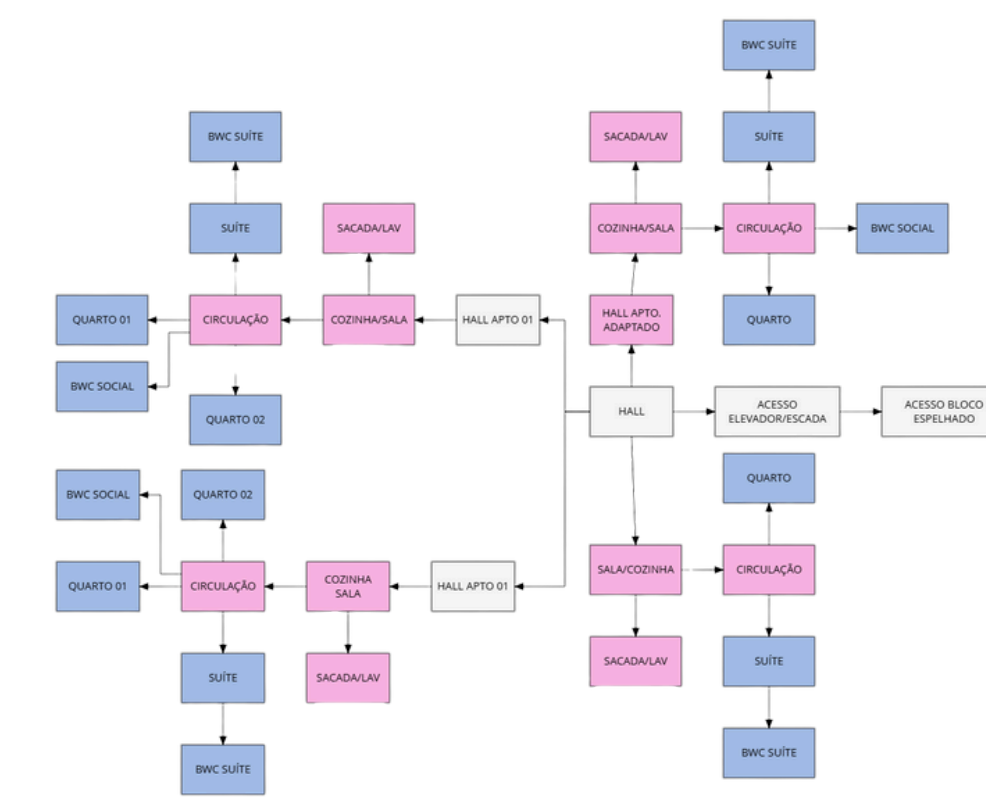 BWC SUÍTE
BWC SUÍTE
SACADA/LAV
SUÍTE
SUÍTE
SACADA/LAV
COZINHA/SALA
CIRCULAÇÃO
BWC SOCIAL
QUARTO 01
CIRCULAÇÃO
COZINHA/SALA
HALL APTO 01
HALL APTO.
ADAPTADO
QUARTO
BWC SOCIAL
QUARTO 02
HALL
ACESSO
ELEVADOR/ESCADA
ACESSO BLOCO
ESPELHADO
BWC SOCIAL
QUARTO 02
QUARTO
QUARTO 01
CIRCULAÇÃO
COZINHA
SALA
HALL APTO 01
SALA/COZINHA
CIRCULAÇÃO
SUÍTE
SACADA/LAV
SACADA/LAV
SUÍTE
BWC SUÍTE
BWC SUÍTE